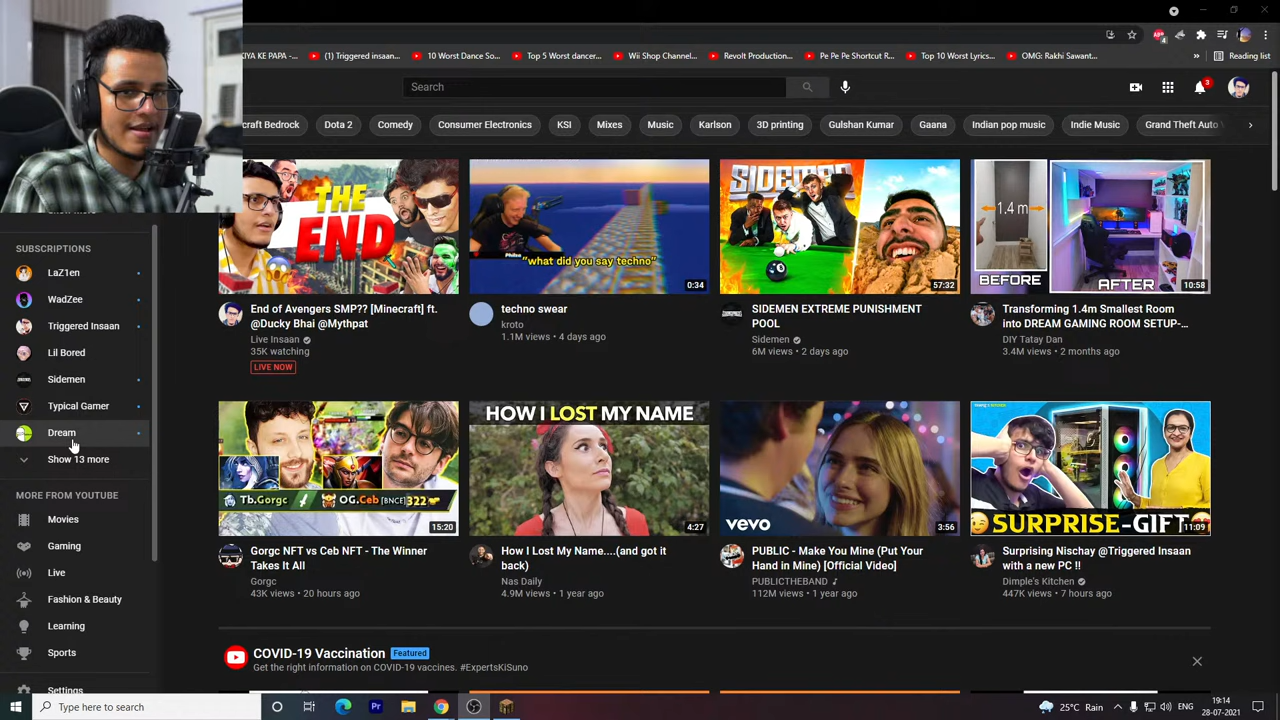 KIYA KE PAPA -
(1) Triggered insaan...
10 Worst Dance So...
Top 5 Worst dancer...
Wii Shop Channel...
Revolt Production...
Pe Pe Pe Shortcut R...
Top 10 Worst Lyrics...
OMG: Rakhi Sawant...
»
Reading list
Search
3
craft Bedrock
Dota 2
Comedy
Consumer Electronics
KSI
Mixes
Music
Karlson
3D printing
Gulshan Kumar
Gaana
Indian pop music
Indie Music
Grand Theft Auto
SUBSCRIPTIONS
LaZ1en
WadZee
Triggered Insaan
Lil Bored
Sidemen
Typical Gamer
Dream
Show 13 more
MORE FROM YOUTUBE
Movies
Gaming
Live
Fashion & Beauty
Learning
Sports
Settings
THE
END
End of Avengers SMP?? [Minecraft] ft.
@Ducky Bhai @Mythpat
Live Insaan
35K watching
LIVE NOW
"what did you say techno"
0:34
techno swear
kroto
1.1M views • 4 days ago
SIDEMEN
57:32
SIDEMEN EXTREME PUNISHMENT
POOL
Sidemen
6M views • 2 days ago
1.4 m
BEFORE
AFTER
10:58
Transforming 1.4m Smallest Room
into DREAM GAMING ROOM SETUP-...
DIY Tatay Dan
3.4M views • 2 months ago
Tb.Gorgc
OG.Ceb [BNCE] 322
15:20
Gorgc NFT vs Ceb NFT - The Winner
Takes It All
Gorgc
43K views • 20 hours ago
HOW I LOST MY NAME
4:27
How I Lost My Name....(and got it
back)
Nas Daily
4.9M views • 1 year ago
vevo
3:56
PUBLIC - Make You Mine (Put Your
Hand in Mine) [Official Video]
PUBLICTHEBAND
112M views • 1 year ago
SURPRISE-GIFT
11:09
Surprising Nischay @Triggered Insaan
with a new PC !!
Dimple's Kitchen
447K views • 7 hours ago
COVID-19 Vaccination
Featured
Get the right information on COVID-19 vaccines. #ExpertsKiSuno
Type here to search
Pr
25°C Rain
ENG
19:14
28-07-2021